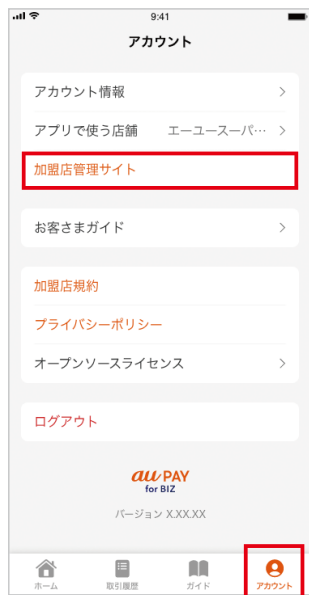 9:41
アカウント
アカウント情報
アプリで使う店舗 エーユースーパ…
加盟店管理サイト
お客さまガイド
加盟店規約
プライバシーポリシー
オープンソースライセンス
ログアウト
au PAY
for BIZ
バージョン X.XX.XX
ホーム 取引履歴 ガイド アカウント